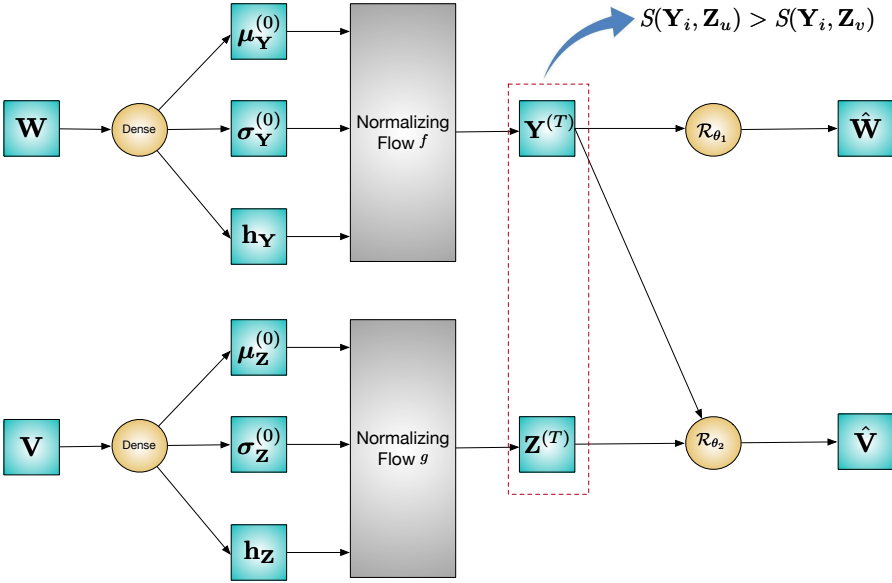 S(Y_i, Z_u) > S(Y_i, Z_v)
μ_Y^(0)
W
Dense
σ_Y^(0)
Normalizing
Flow f
Y^(T)
R_θ₁
Ŵ
h_Y
μ_Z^(0)
V
Dense
σ_Z^(0)
Normalizing
Flow g
Z^(T)
R_θ₂
V̂
h_Z